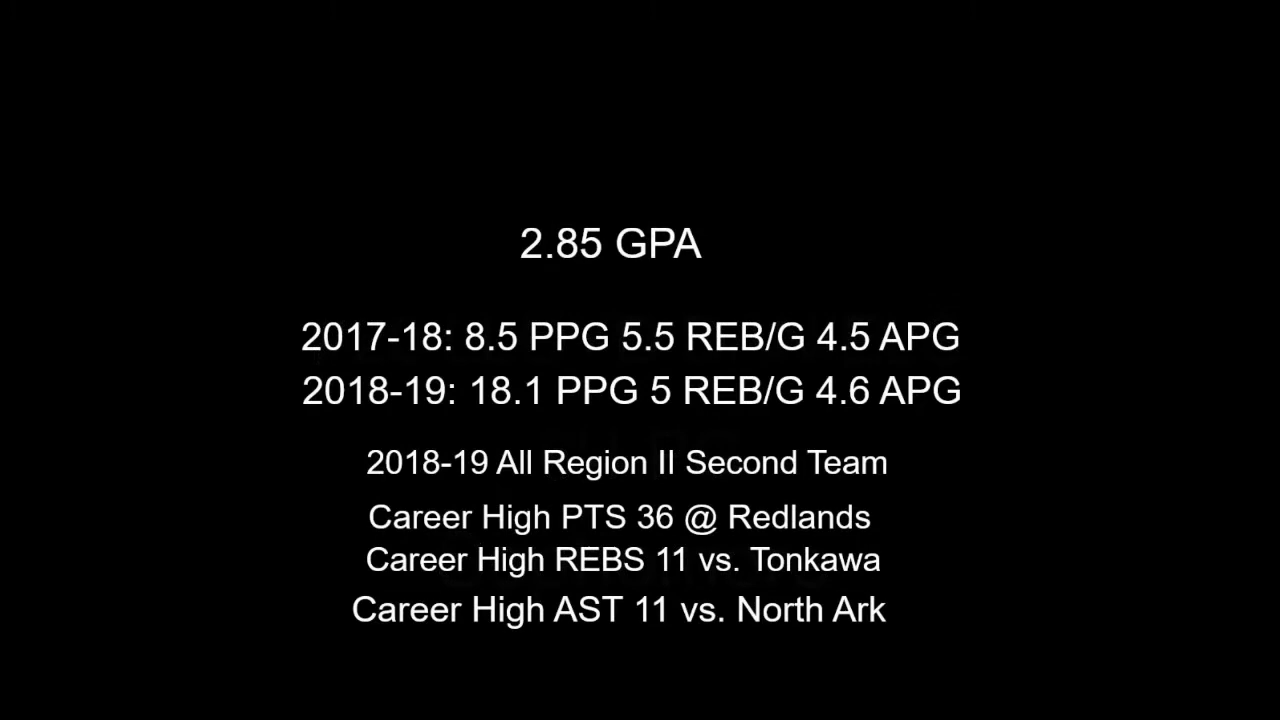 2.85 GPA
2017-18: 8.5 PPG 5.5 REB/G 4.5 APG
2018-19: 18.1 PPG 5 REB/G 4.6 APG
2018-19 All Region II Second Team
Career High PTS 36 @ Redlands
Career High REBS 11 vs. Tonkawa
Career High AST 11 vs. North Ark